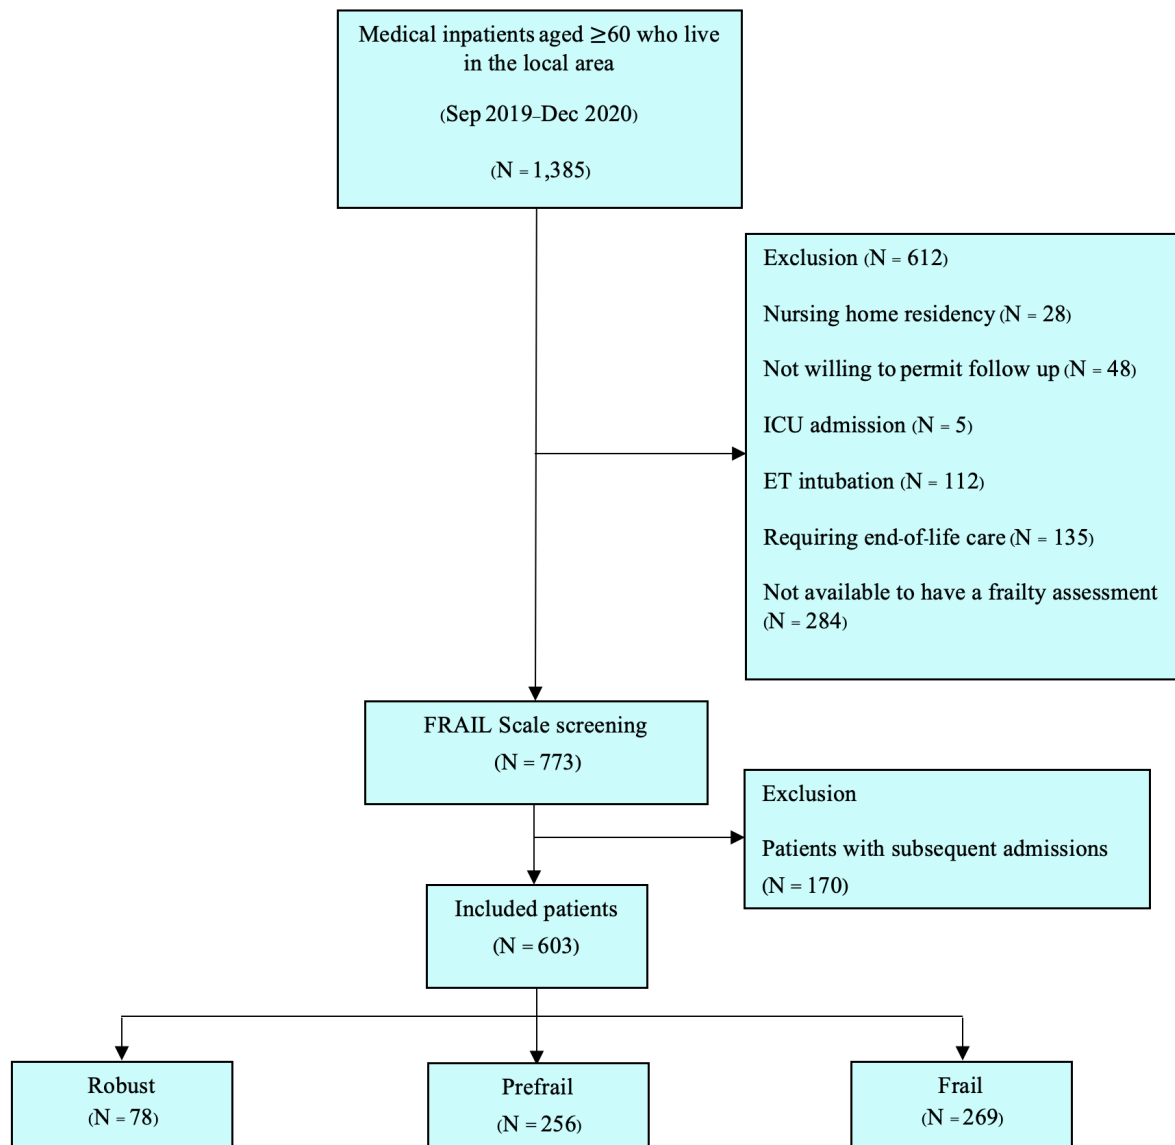 Medical inpatients aged ≥60 who live
in the local area
(Sep 2019–Dec 2020)
(N = 1,385)
Exclusion (N = 612)
Nursing home residency (N = 28)
Not willing to permit follow up (N = 48)
ICU admission (N = 5)
ET intubation (N = 112)
Requiring end-of-life care (N = 135)
Not available to have a frailty assessment
(N = 284)
FRAIL Scale screening
(N = 773)
Exclusion
Patients with subsequent admissions
(N = 170)
Included patients
(N = 603)
Robust
(N = 78)
Prefrail
(N = 256)
Frail
(N = 269)